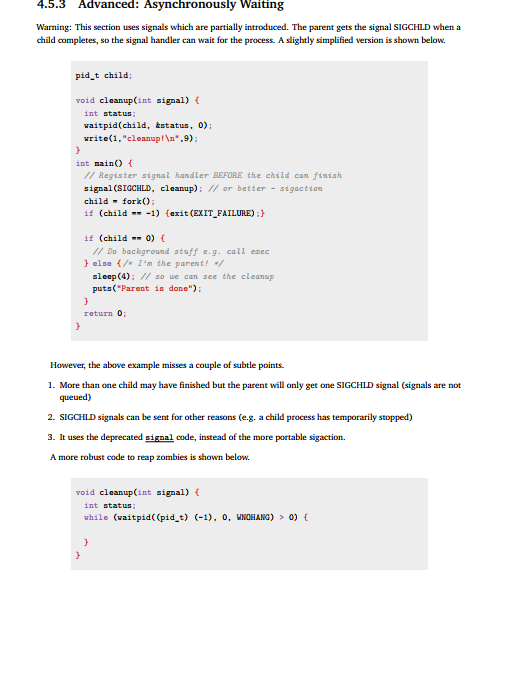 4.5.3 Advanced: Asynchronously Waiting
Warning: This section uses signals which are partially introduced. The parent gets the signal SIGCHLD when a
child completes, so the signal handler can wait for the process. A slightly simplified version is shown below.
pid_t child;
void cleanup(int signal) {
int status;
waitpid(child, &status, 0);
write(1,"cleanup!\n",9);
}
int main() {
// Register signal handler BEFORE the child can finish
signal(SIGCHLD, cleanup); // or better - sigaction
child = fork();
if (child == -1) {exit(EXIT_FAILURE);}
if (child == 0) {
// Do background stuff e.g. call exec
} else {/* I'm the parent! */
sleep(4); // so we can see the cleanup
puts("Parent is done");
}
return 0;
}
However, the above example misses a couple of subtle points.
1. More than one child may have finished but the parent will only get one SIGCHLD signal (signals are not
queued)
2. SIGCHLD signals can be sent for other reasons (e.g. a child process has temporarily stopped)
3. It uses the deprecated signal code, instead of the more portable sigaction.
A more robust code to reap zombies is shown below.
void cleanup(int signal) {
int status;
while (waitpid((pid_t) (-1), 0, WNOHANG) > 0) {
}
}